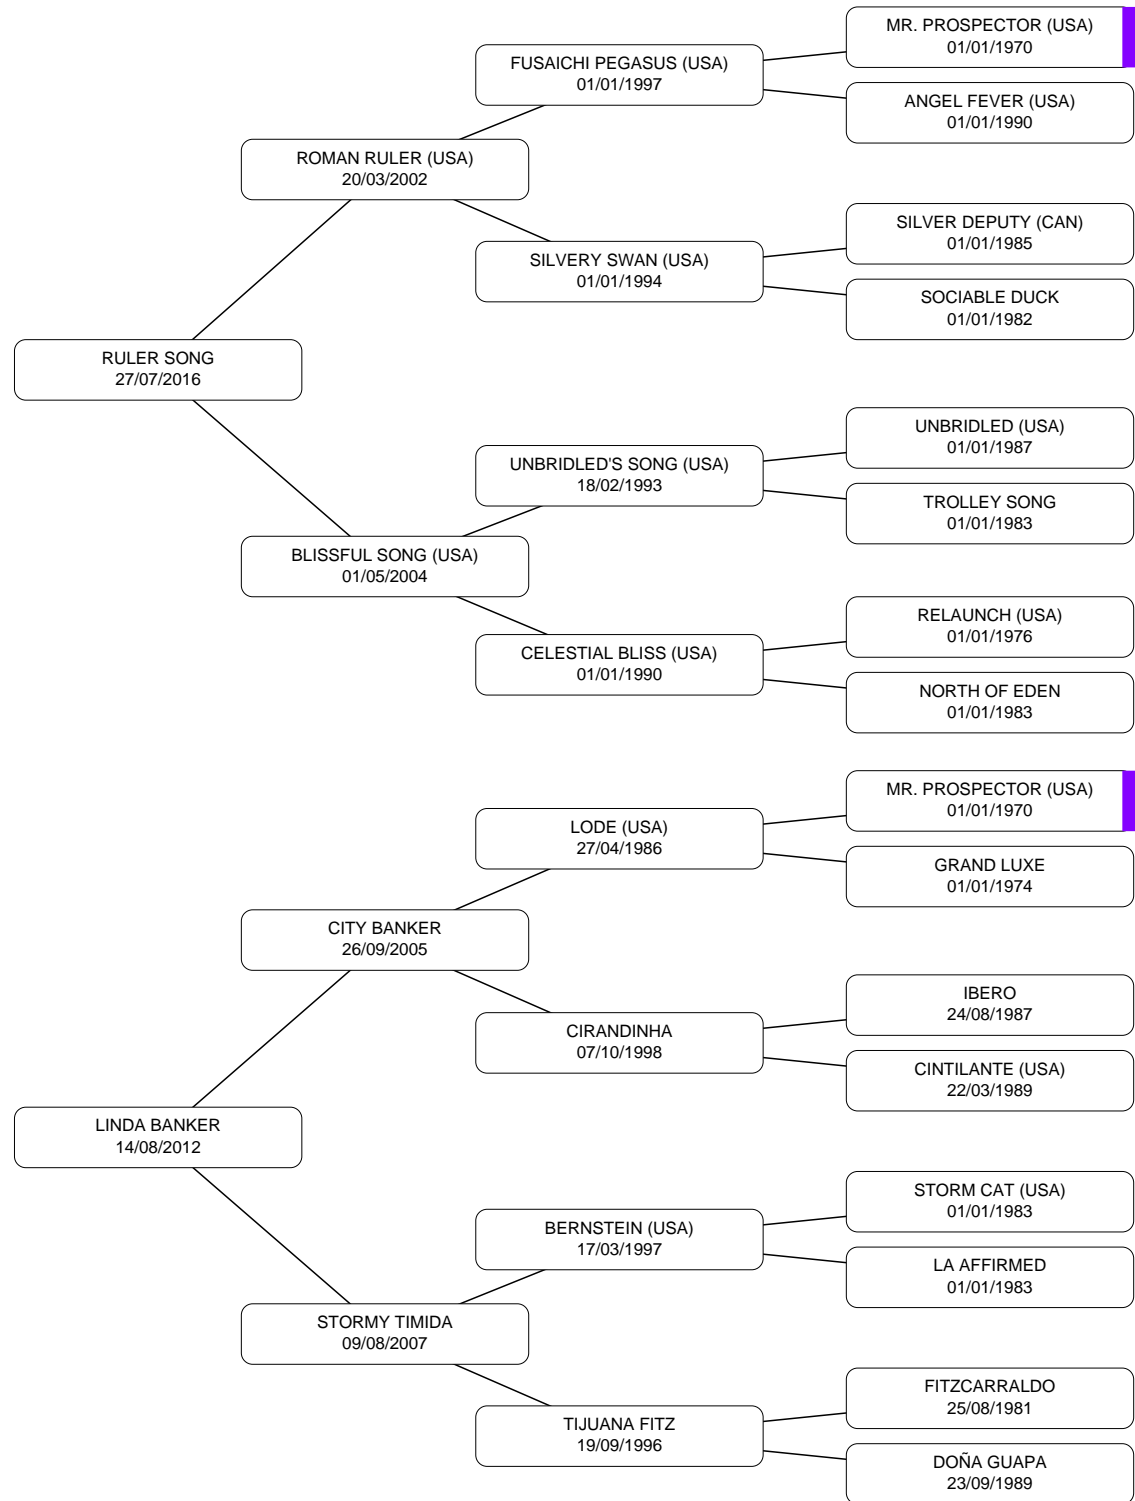 MR. PROSPECTOR (USA)
01/01/1970
FUSAICHI PEGASUS (USA)
01/01/1997
ANGEL FEVER (USA)
01/01/1990
ROMAN RULER (USA)
20/03/2002
SILVER DEPUTY (CAN)
01/01/1985
SILVERY SWAN (USA)
01/01/1994
SOCIABLE DUCK
01/01/1982
RULER SONG
27/07/2016
UNBRIDLED (USA)
01/01/1987
UNBRIDLED'S SONG (USA)
18/02/1993
TROLLEY SONG
01/01/1983
BLISSFUL SONG (USA)
01/05/2004
RELAUNCH (USA)
01/01/1976
CELESTIAL BLISS (USA)
01/01/1990
NORTH OF EDEN
01/01/1983
MR. PROSPECTOR (USA)
01/01/1970
LODE (USA)
27/04/1986
GRAND LUXE
01/01/1974
CITY BANKER
26/09/2005
IBERO
24/08/1987
CIRANDINHA
07/10/1998
CINTILANTE (USA)
22/03/1989
LINDA BANKER
14/08/2012
STORM CAT (USA)
01/01/1983
BERNSTEIN (USA)
17/03/1997
LA AFFIRMED
01/01/1983
STORMY TIMIDA
09/08/2007
FITZCARRALDO
25/08/1981
TIJUANA FITZ
19/09/1996
DOÑA GUAPA
23/09/1989